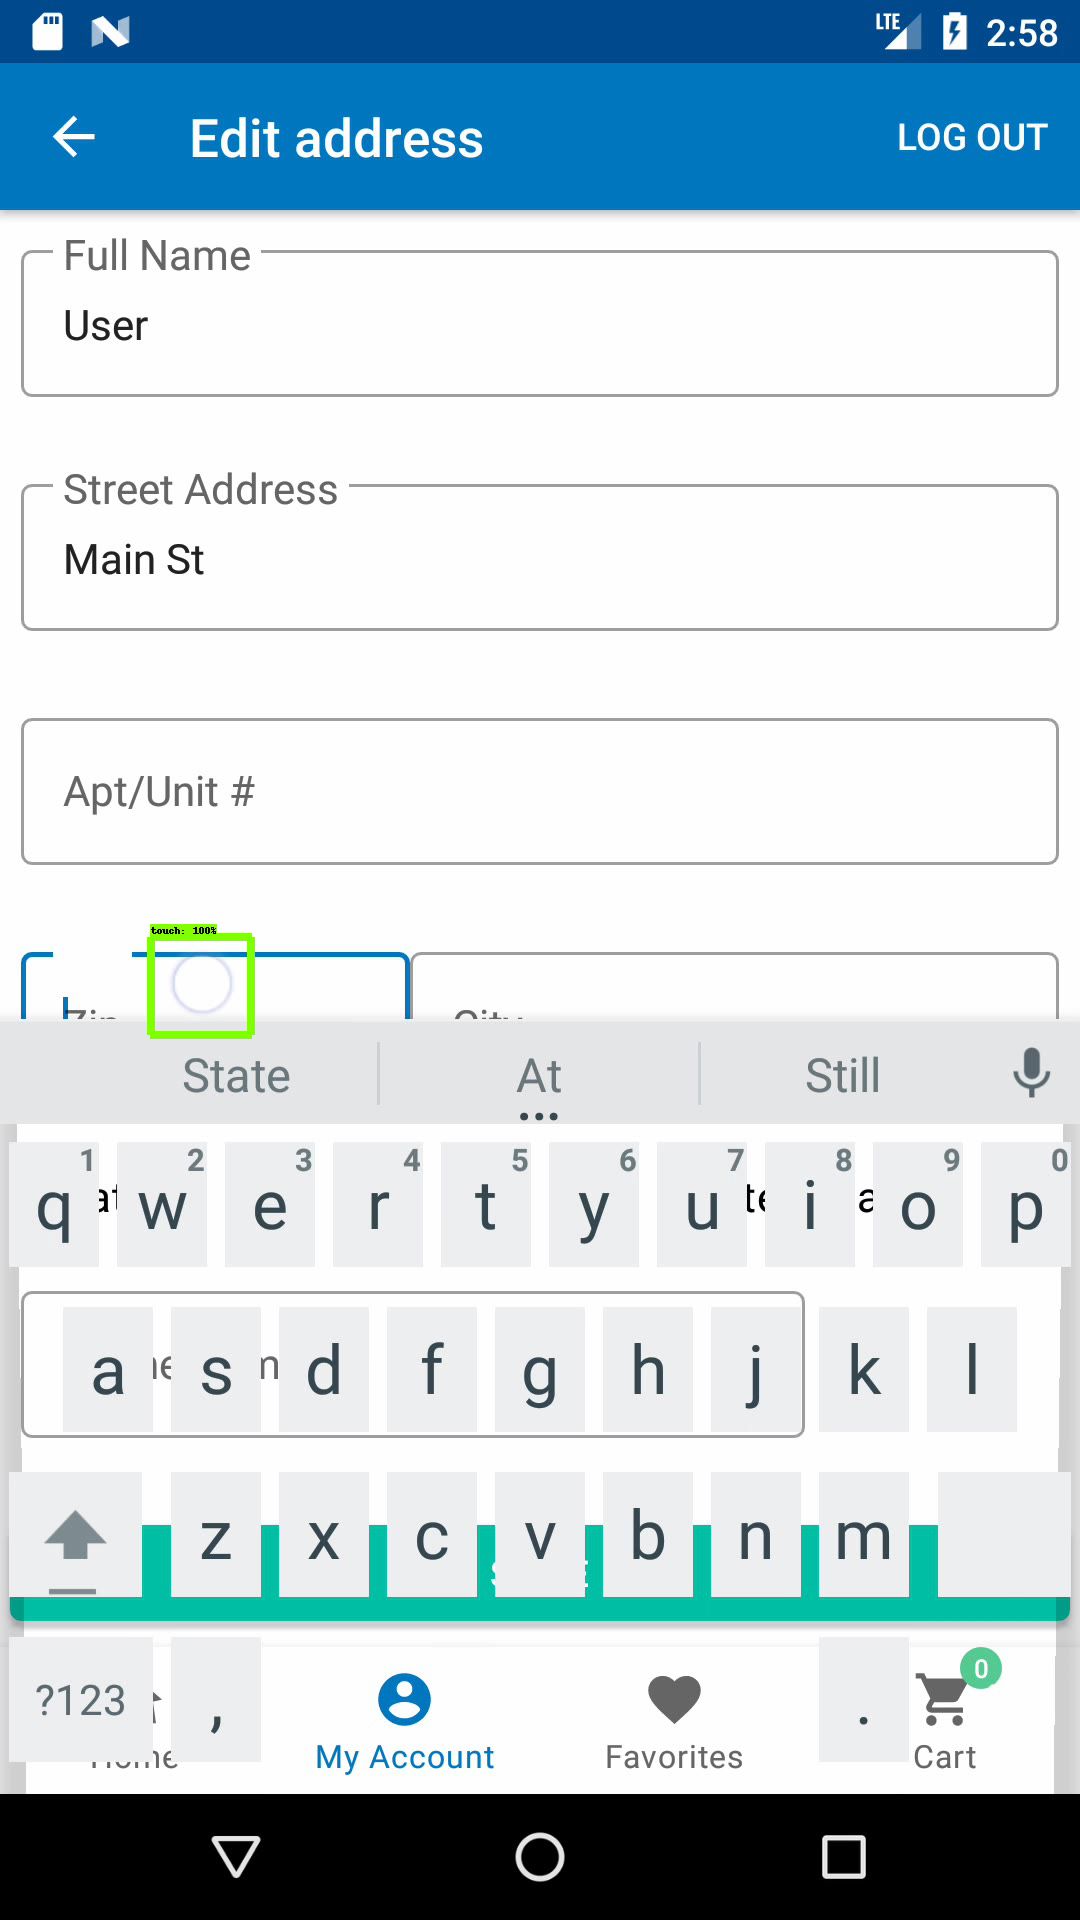 LTE 2:58
Edit address LOG OUT
Full Name
User
Street Address
Main St
Apt/Unit #
touch: 100%
Zip City
State At Still
1 2 3 4 5 6 7 8 9 0
q w e r t y u i o p
a s d f g h j k l
z x c v b n m
?123 , .
0
Home My Account Favorites Cart